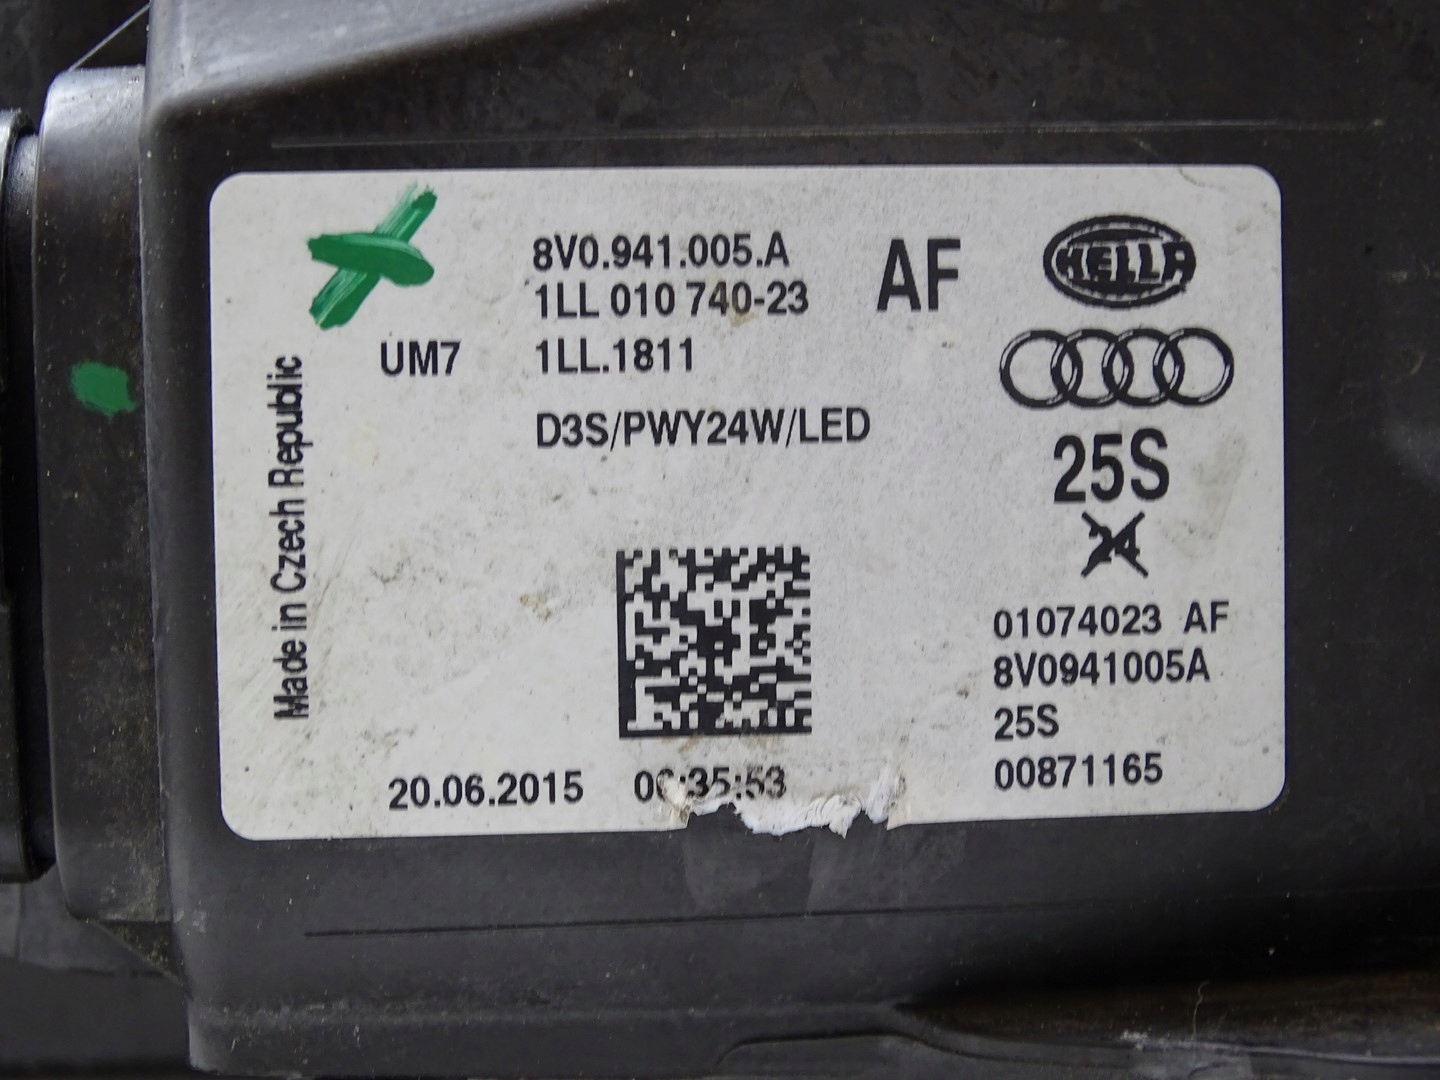 8V0.941.005.A
1LL 010 740-23
AF
HELLA
UM7
1LL.1811
D3S/PWY24W/LED
25S
24
Made in Czech Republic
01074023 AF
8V0941005A
25S
00871165
20.06.2015